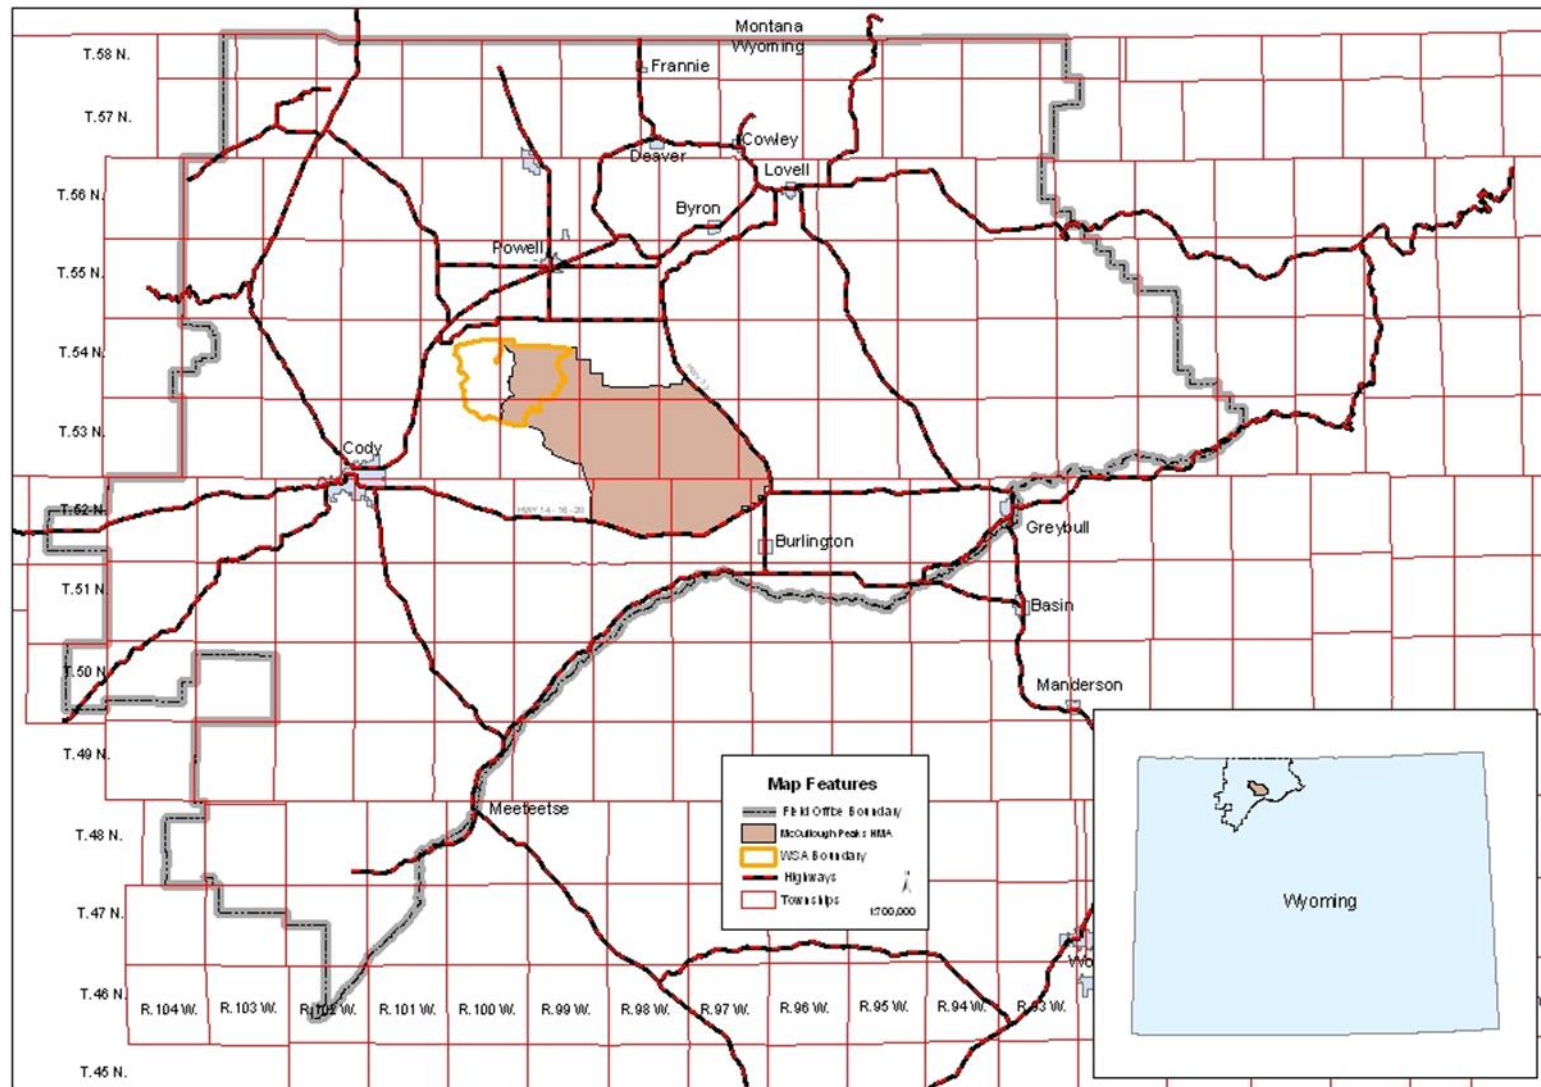 Montana
Wyoming
T.58 N.
Frannie
T.57 N.
Cowley
Deaver
Lovell
T.56 N.
Byron
Powell
T.55 N.
T.54 N.
T.53 N.
Cody
T.52 N.
HWY 14 - 16 - 20
Greybull
Burlington
T.51 N.
Basin
T.50 N.
Manderson
T.49 N.
Meeteetse
T.48 N.
Map Features
Field Office Boundary
McCullough Peaks HMA
WSA Boundary
Highways
Townships
1:700,000
Wyoming
T.47 N.
Wo
T.46 N.
R.104 W.
R.103 W.
R.102 W.
R.101 W.
R.100 W.
R.99 W.
R.98 W.
R.97 W.
R.96 W.
R.95 W.
R.94 W.
R.93 W.
T.45 N.